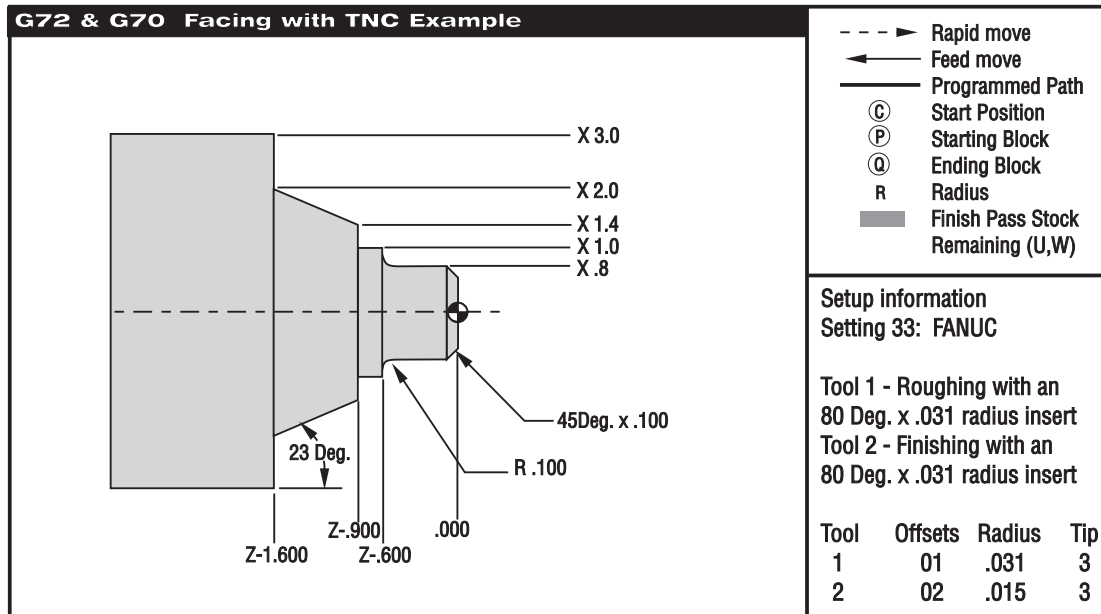 G72 & G70 Facing with TNC Example
X 3.0
X 2.0
X 1.4
X 1.0
X .8
45Deg. x .100
23 Deg.
R .100
Z-.900
.000
Z-1.600
Z-.600
Rapid move
Feed move
Programmed Path
C Start Position
P Starting Block
Q Ending Block
R Radius
Finish Pass Stock
Remaining (U,W)
Setup information
Setting 33: FANUC
Tool 1 - Roughing with an
80 Deg. x .031 radius insert
Tool 2 - Finishing with an
80 Deg. x .031 radius insert
Tool Offsets Radius Tip
1 01 .031 3
2 02 .015 3